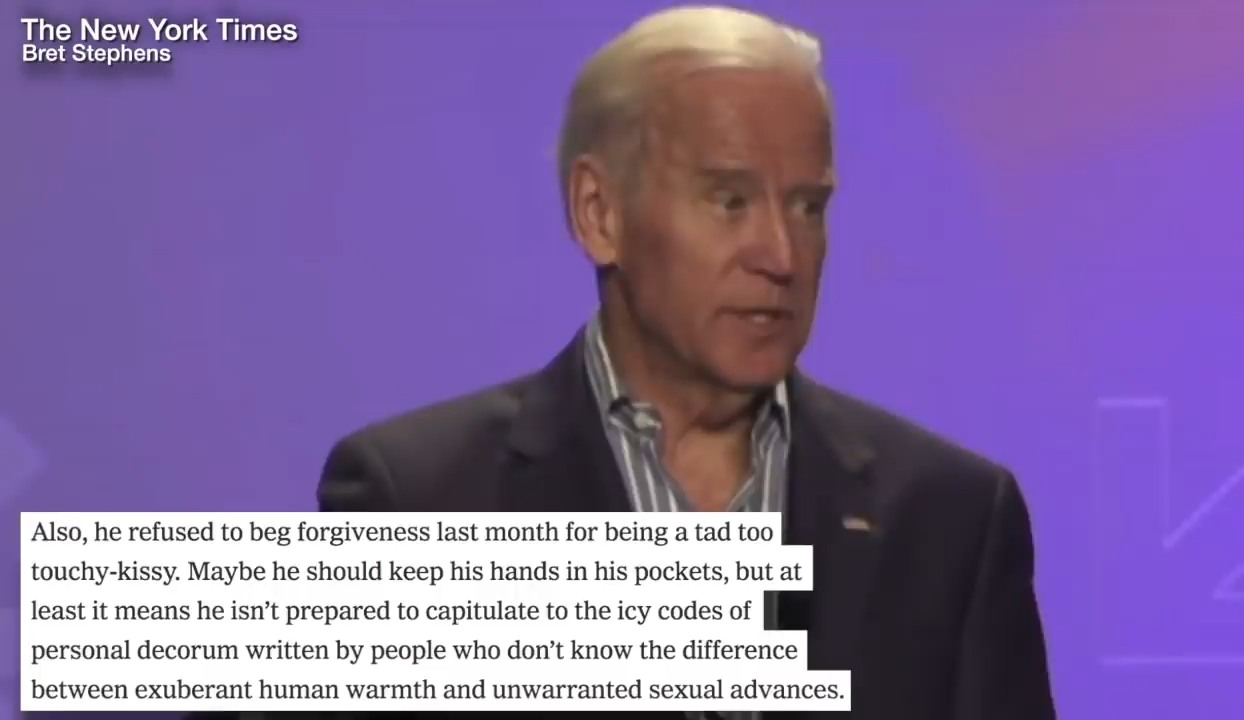 The New York Times
Bret Stephens
Also, he refused to beg forgiveness last month for being a tad too
touchy-kissy. Maybe he should keep his hands in his pockets, but at
least it means he isn’t prepared to capitulate to the icy codes of
personal decorum written by people who don’t know the difference
between exuberant human warmth and unwarranted sexual advances.